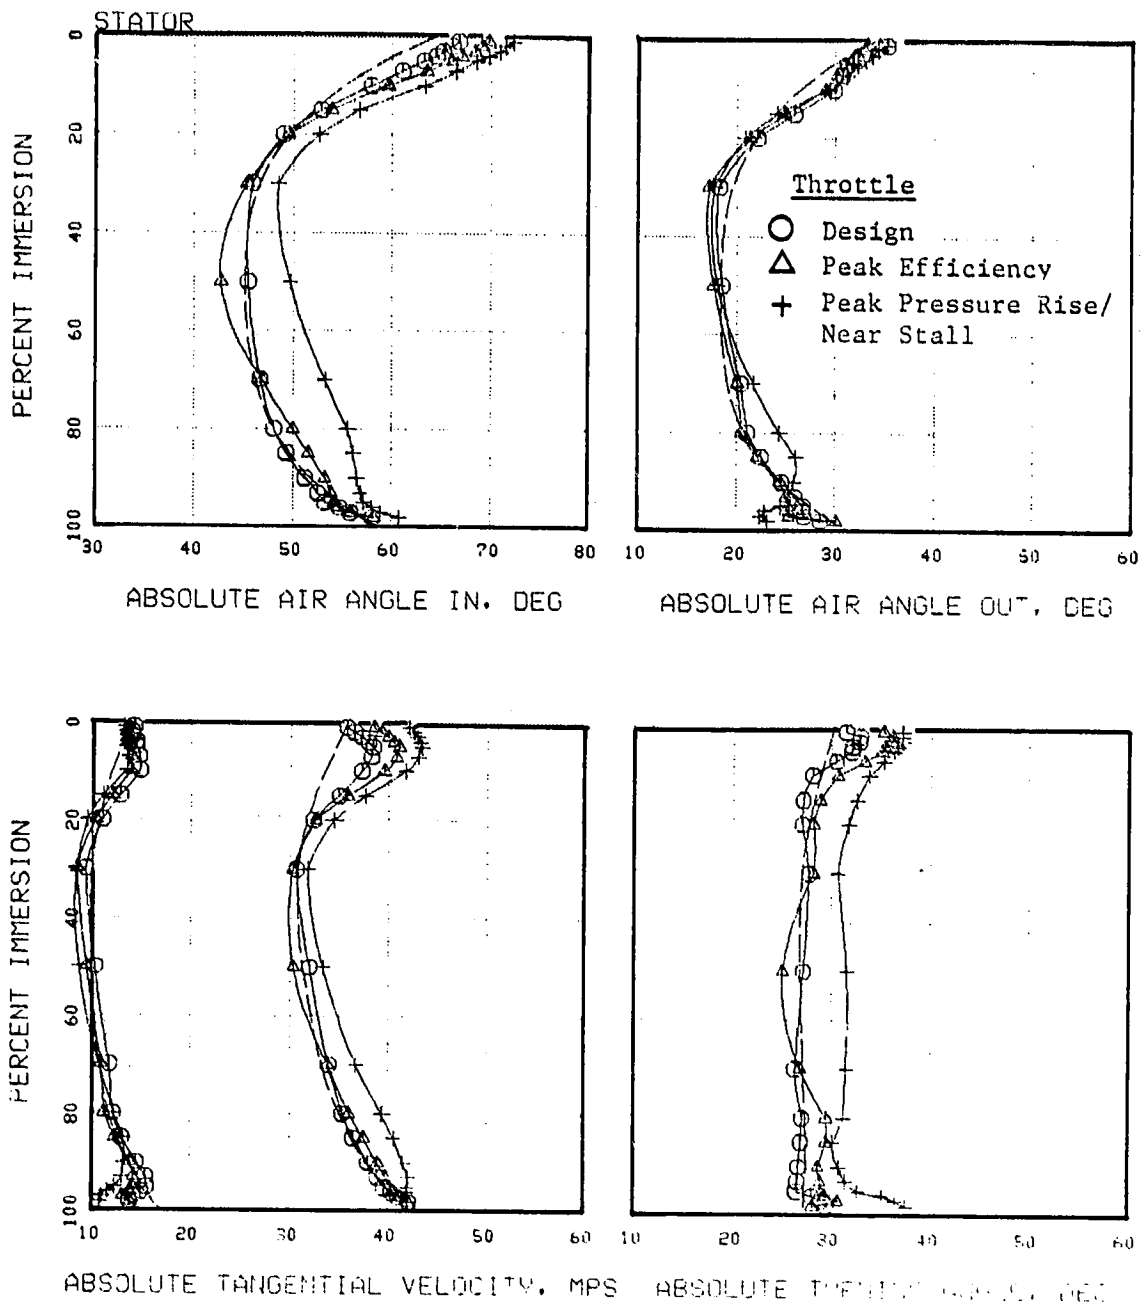 STATOR
0
20
40
60
80
100
PERCENT IMMERSION
30 40 50 60 70 80
ABSOLUTE AIR ANGLE IN, DEG
Throttle
Design
Peak Efficiency
Peak Pressure Rise/
Near Stall
10 20 30 40 50 60
ABSOLUTE AIR ANGLE OUT, DEG
0
20
40
60
80
100
PERCENT IMMERSION
10 20 30 40 50 60
ABSOLUTE TANGENTIAL VELOCITY, MPS
10 20 30 40 50 60
ABSOLUTE DEG